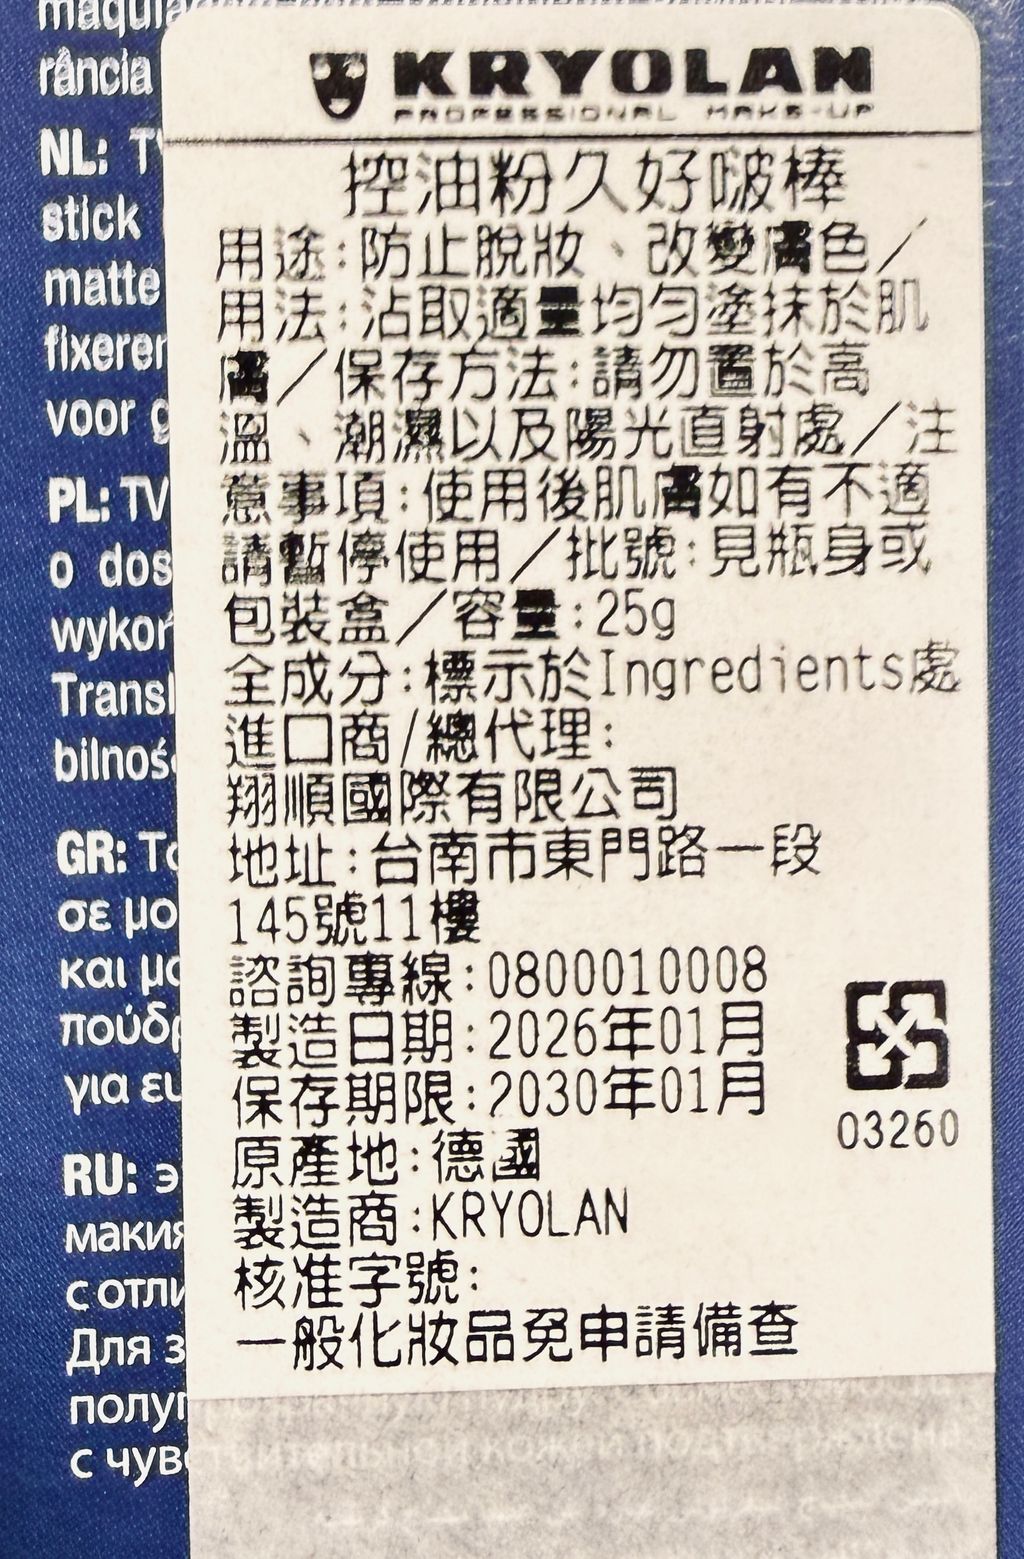 KRYOLAN
PROFESSIONAL MAKE-UP
控油粉久好啵棒
用途:防止脫妝、改變膚色/
用法:沾取適量均勻塗抹於肌
膚/保存方法:請勿置於高
溫、潮濕以及陽光直射處/注
意事項:使用後肌膚如有不適
請暫停使用/批號:見瓶身或
包裝盒/容量:25g
全成分:標示於Ingredients處
進口商/總代理:
翔順國際有限公司
地址:台南市東門路一段
145號11樓
諮詢專線:0800010008
製造日期:2026年01月
保存期限:2030年01月
原產地:德國
製造商:KRYOLAN
核准字號:
一般化妝品免申請備查
03260
rância
NL:
stick
matte
voor
PL: TV
o dos
GR:
σε
και
για
RU:
с
Для
с